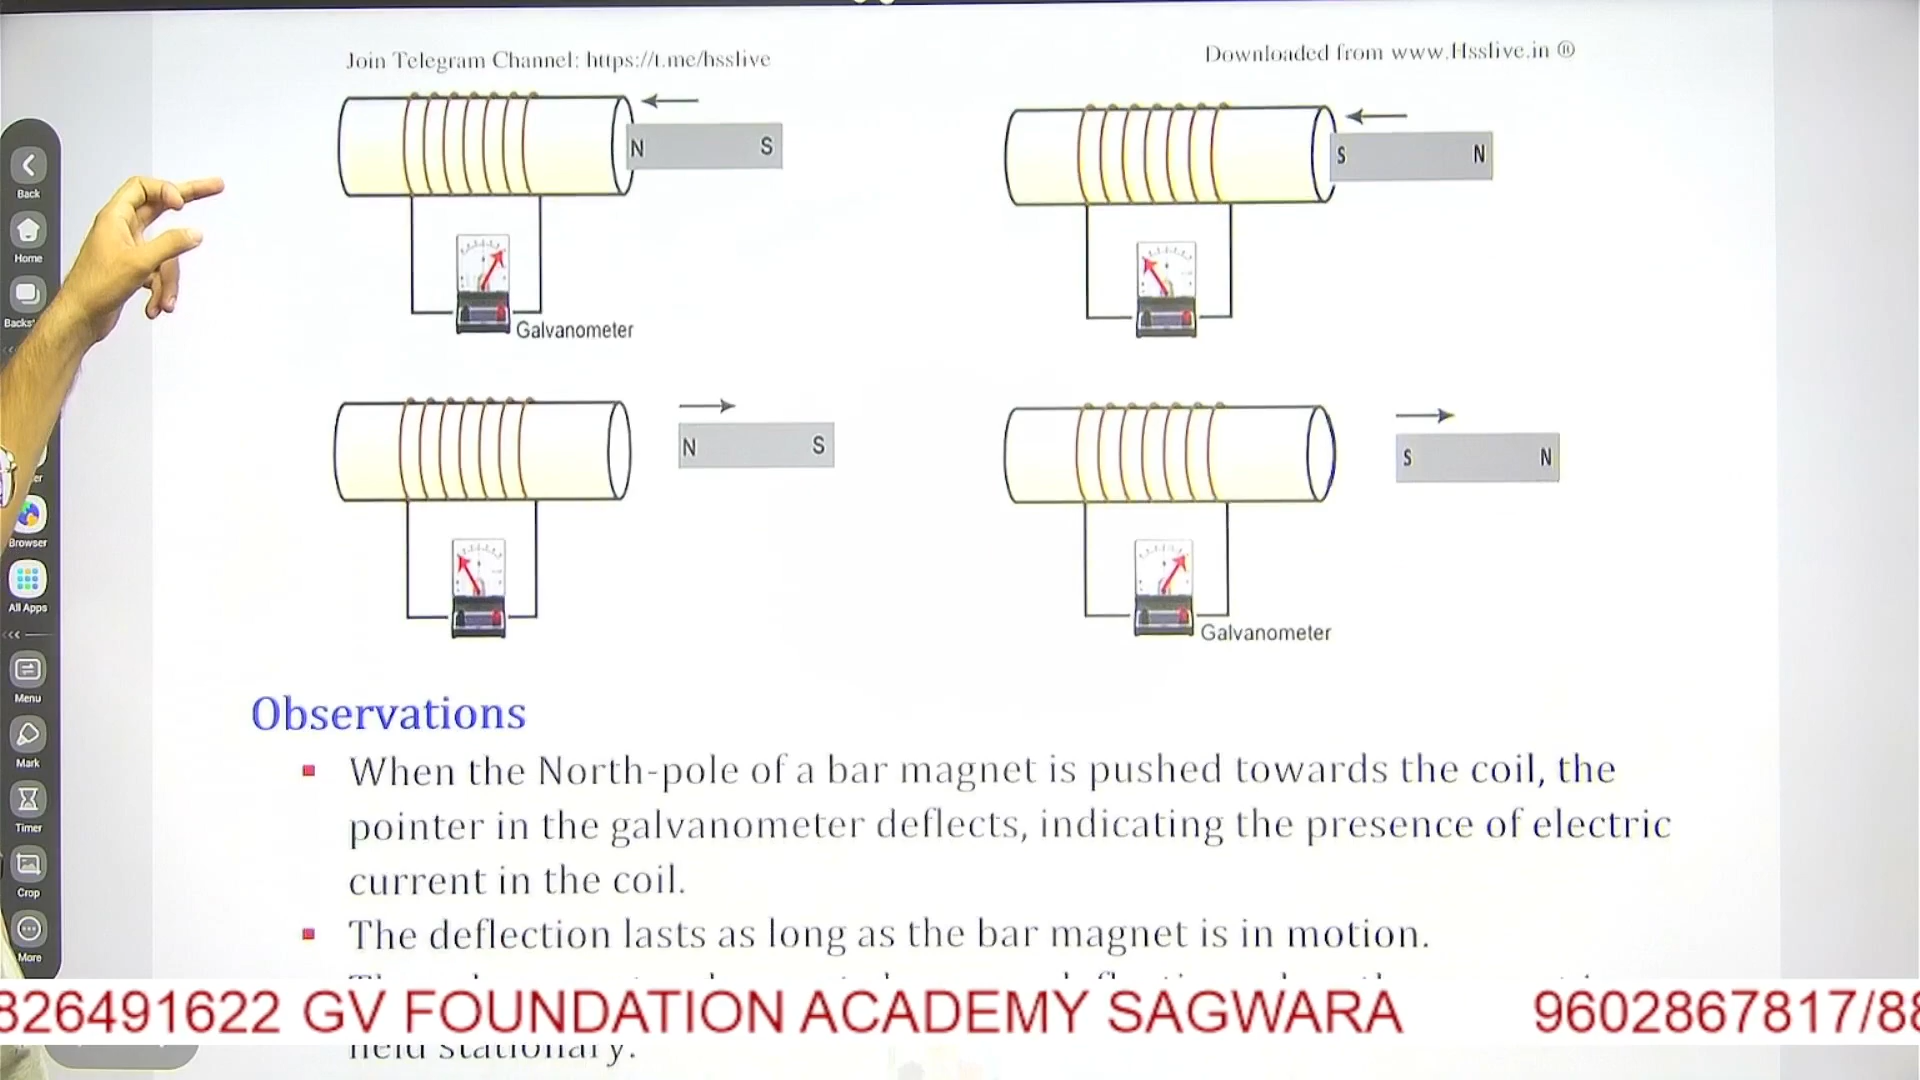 Join Telegram Channel: https://t.me/hsslive
Downloaded from www.Hsslive.in ®
N S
S N
Galvanometer
N S
S N
Galvanometer
Back
Home
Browser
All Apps
Menu
Mark
Timer
Crop
More
Observations
▪ When the North-pole of a bar magnet is pushed towards the coil, the
pointer in the galvanometer deflects, indicating the presence of electric
current in the coil.
▪ The deflection lasts as long as the bar magnet is in motion.
826491622 GV FOUNDATION ACADEMY SAGWARA 9602867817/88
held stationary.